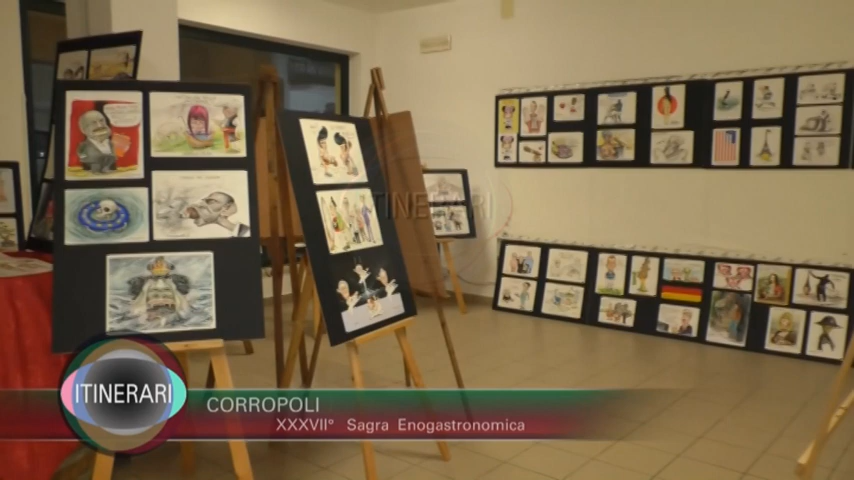 ITINERARI
ITINERARI
CORROPOLI
XXXVII° Sagra Enogastronomica